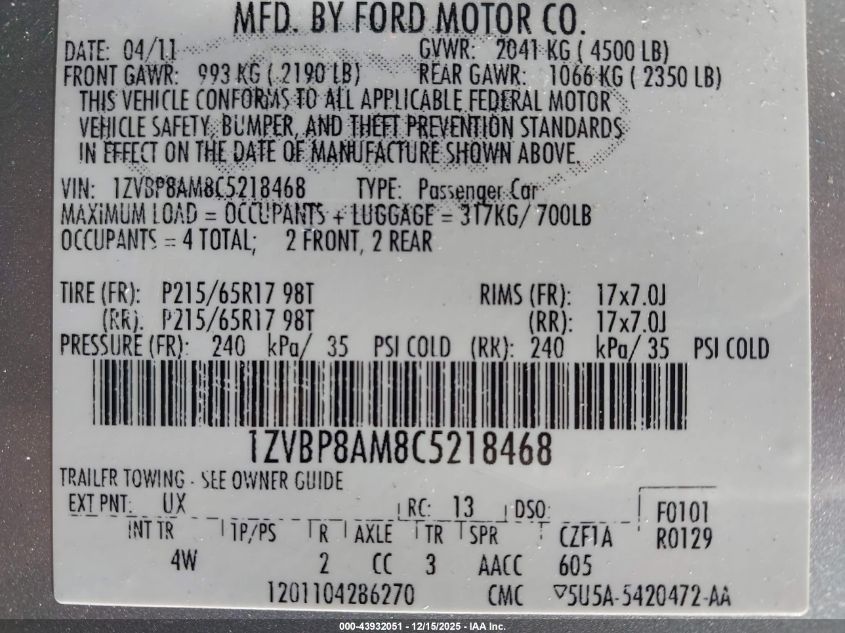 MFD. BY FORD MOTOR CO.
DATE: 04/11 GVWR: 2041 KG ( 4500 LB)
FRONT GAWR: 993 KG ( 2190 LB) REAR GAWR: 1066 KG ( 2350 LB)
THIS VEHICLE CONFORMS TO ALL APPLICABLE FEDERAL MOTOR
VEHICLE SAFETY, BUMPER, AND THEFT PREVENTION STANDARDS
IN EFFECT ON THE DATE OF MANUFACTURE SHOWN ABOVE.
VIN: 1ZVBP8AM8C5218468 TYPE: Passenger Car
MAXIMUM LOAD = OCCUPANTS + LUGGAGE = 317KG/ 700LB
OCCUPANTS = 4 TOTAL; 2 FRONT, 2 REAR
TIRE (FR): P215/65R17 98T RIMS (FR): 17x7.0J
(RR). P215/65R17 98T (RR): 17x7.0J
PRESSURE (FR): 240 kPa/ 35 PSI COLD (RR): 240 kPa/ 35 PSI COLD
1ZVBP8AM8C5218468
TRAILER TOWING - SEE OWNER GUIDE
EXT PNT: UX RC: 13 DSO: F0101
INT TR TP/PS R AXLE TR SPR CZF1A R0129
4W 2 CC 3 AACC 605
1201104286270 CMC ▽5U5A-5420472-AA
000-43932051 - 12/15/2025 - IAA Inc.